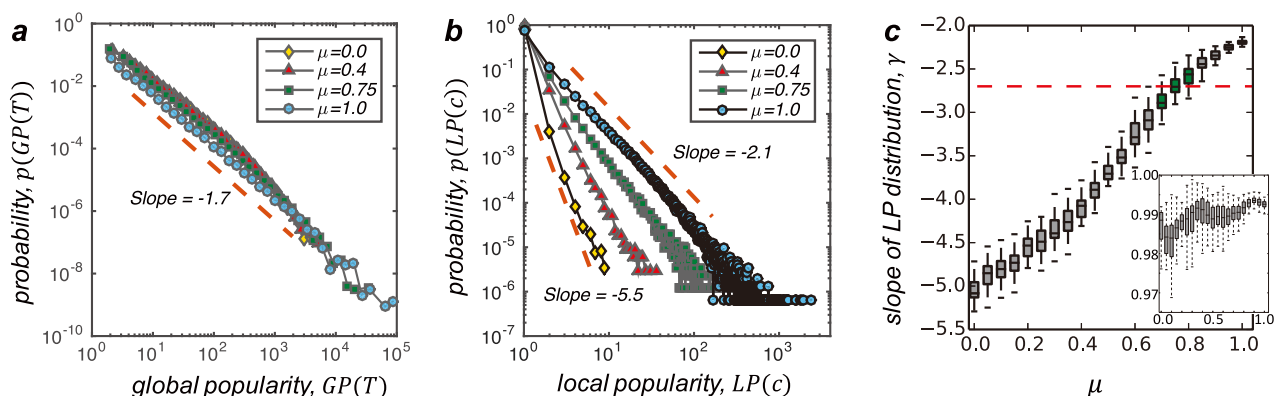 a
10^0
10^-2
10^-4
10^-6
10^-8
10^-10
probability, p(GP(T))
μ=0.0
μ=0.4
μ=0.75
μ=1.0
Slope = -1.7
10^0 10^1 10^2 10^3 10^4 10^5
global popularity, GP(T)
b
10^0
10^-1
10^-2
10^-3
10^-4
10^-5
10^-6
10^-7
probability, p(LP(c))
μ=0.0
μ=0.4
μ=0.75
μ=1.0
Slope = -2.1
Slope = -5.5
10^0 10^1 10^2 10^3
local popularity, LP(c)
c
−2.0
−2.5
−3.0
−3.5
−4.0
−4.5
−5.0
−5.5
slope of LP distribution, γ
1.00
0.99
0.98
0.97
0.0 0.5 1.0
0.0 0.2 0.4 0.6 0.8 1.0
μ